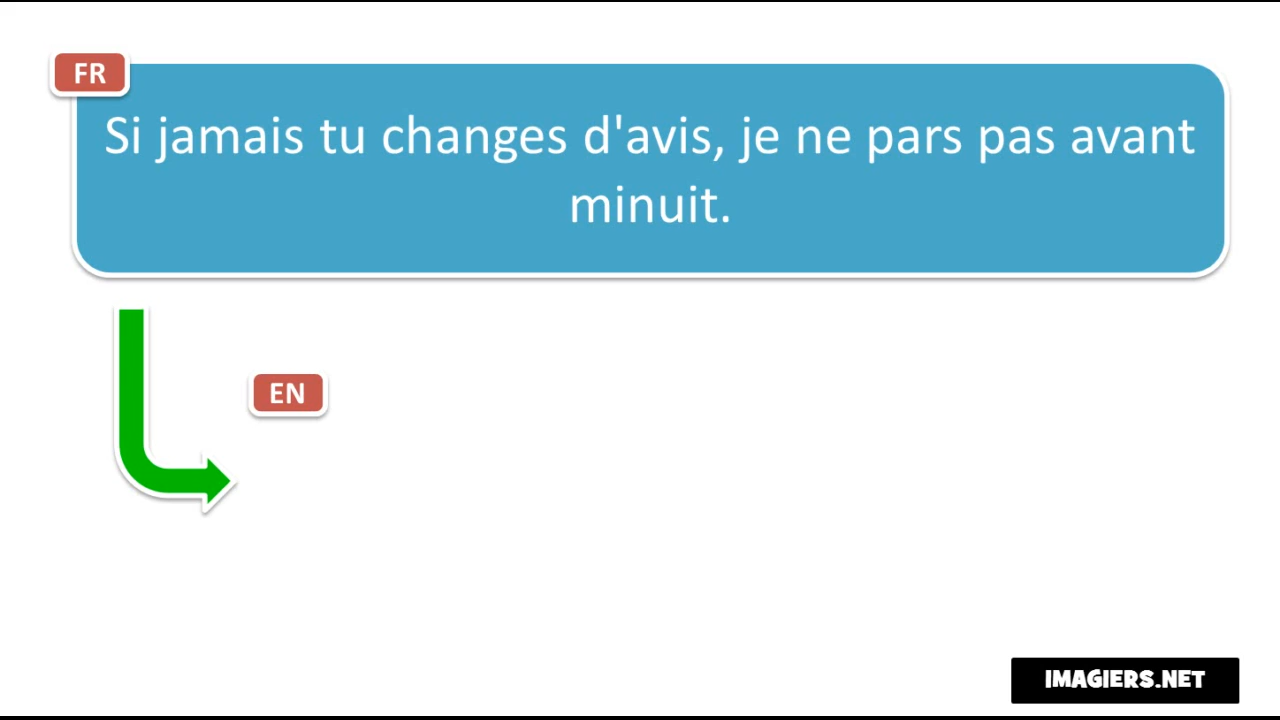 FR
Si jamais tu changes d'avis, je ne pars pas avant
minuit.
EN
IMAGIERS.NET